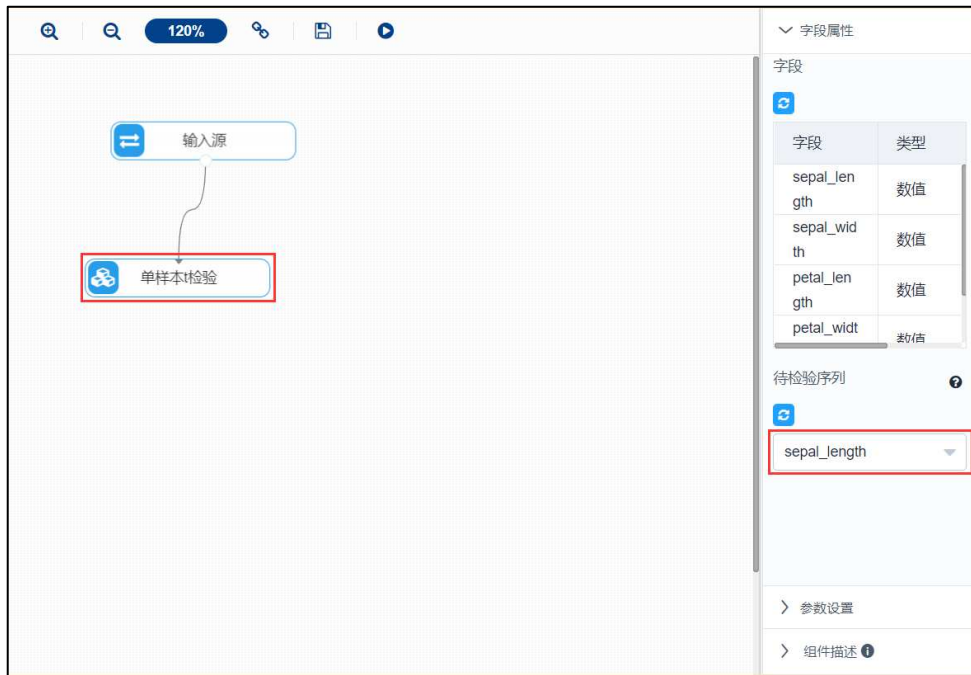 120%
输入源
单样本t检验
字段属性
字段
字段 类型
sepal_len
gth
数值
sepal_wid
th
数值
petal_len
gth
数值
petal_widt
数值
待检验序列
sepal_length
参数设置
组件描述